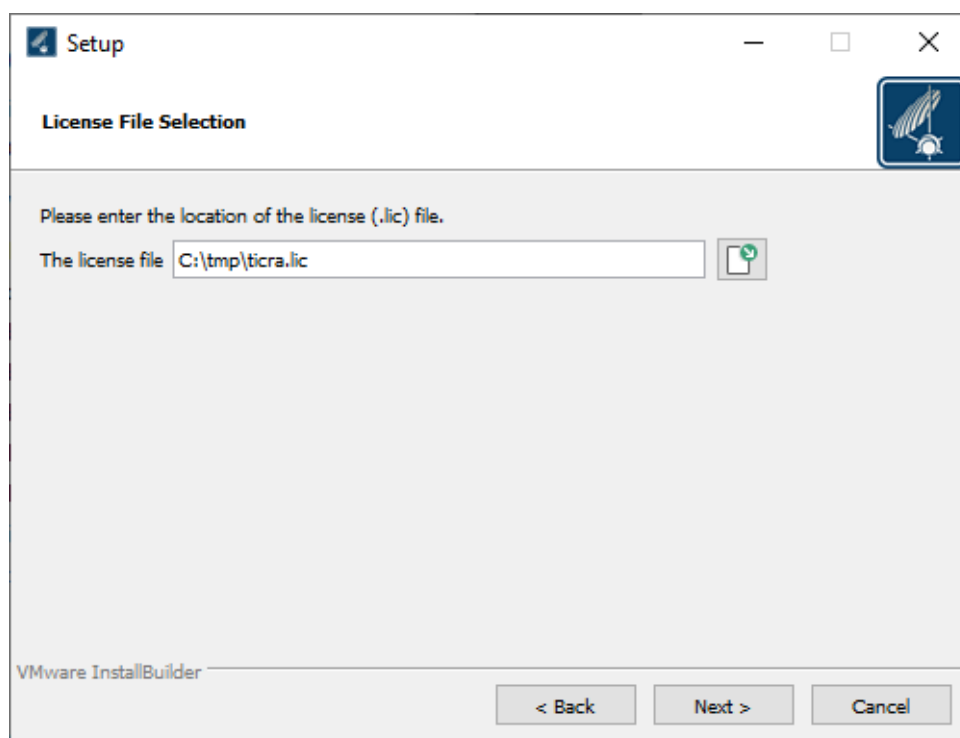 Setup
License File Selection
Please enter the location of the license (.lic) file.
The license file C:\tmp\ticra.lic
VMware InstallBuilder
< Back Next > Cancel